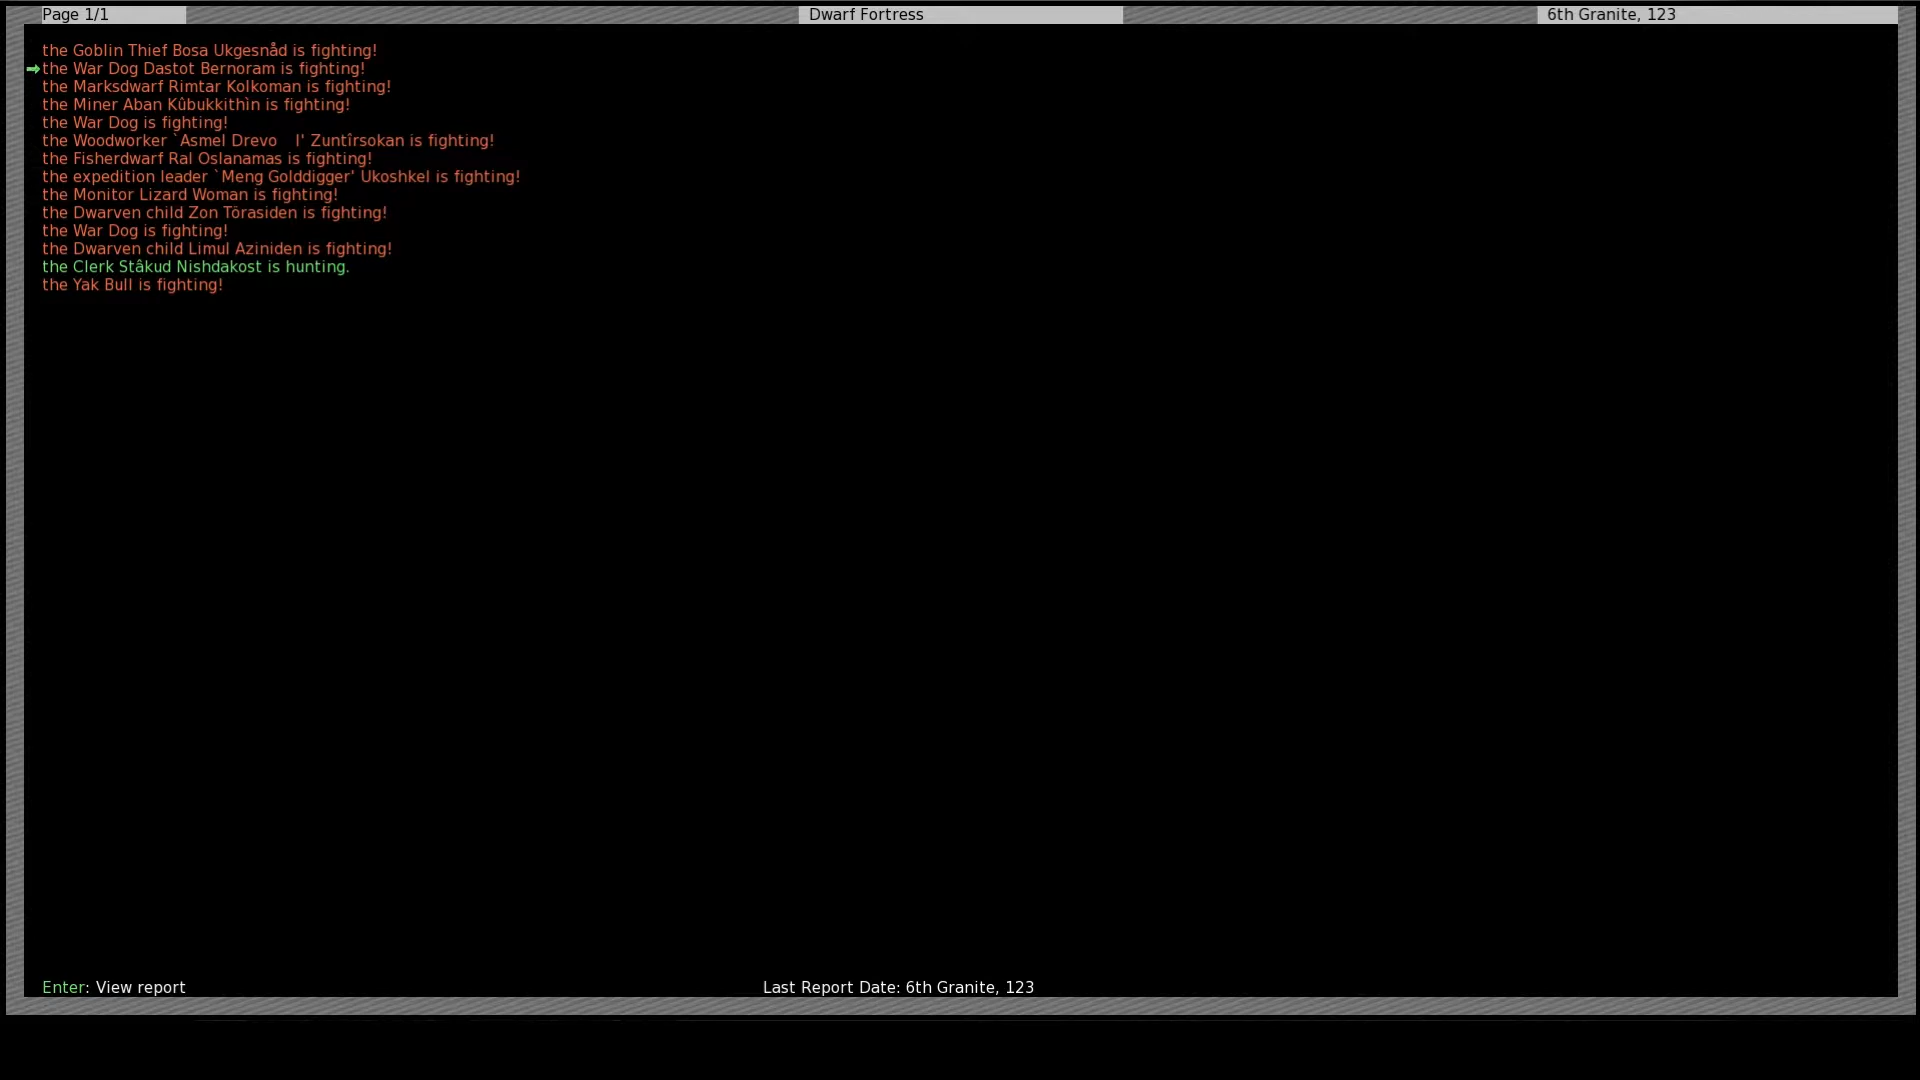 Page 1/1 Dwarf Fortress 6th Granite, 123
the Goblin Thief Bosa Ukgesnåd is fighting!
the War Dog Dastot Bernoram is fighting!
the Marksdwarf Rimtar Kolkoman is fighting!
the Miner Aban Kûbukkithìn is fighting!
the War Dog is fighting!
the Woodworker `Asmel Drevo l' Zuntîrsokan is fighting!
the Fisherdwarf Ral Oslanamas is fighting!
the expedition leader `Meng Golddigger' Ukoshkel is fighting!
the Monitor Lizard Woman is fighting!
the Dwarven child Zon Törasiden is fighting!
the War Dog is fighting!
the Dwarven child Limul Aziniden is fighting!
the Clerk Stâkud Nishdakost is hunting.
the Yak Bull is fighting!
Enter: View report Last Report Date: 6th Granite, 123